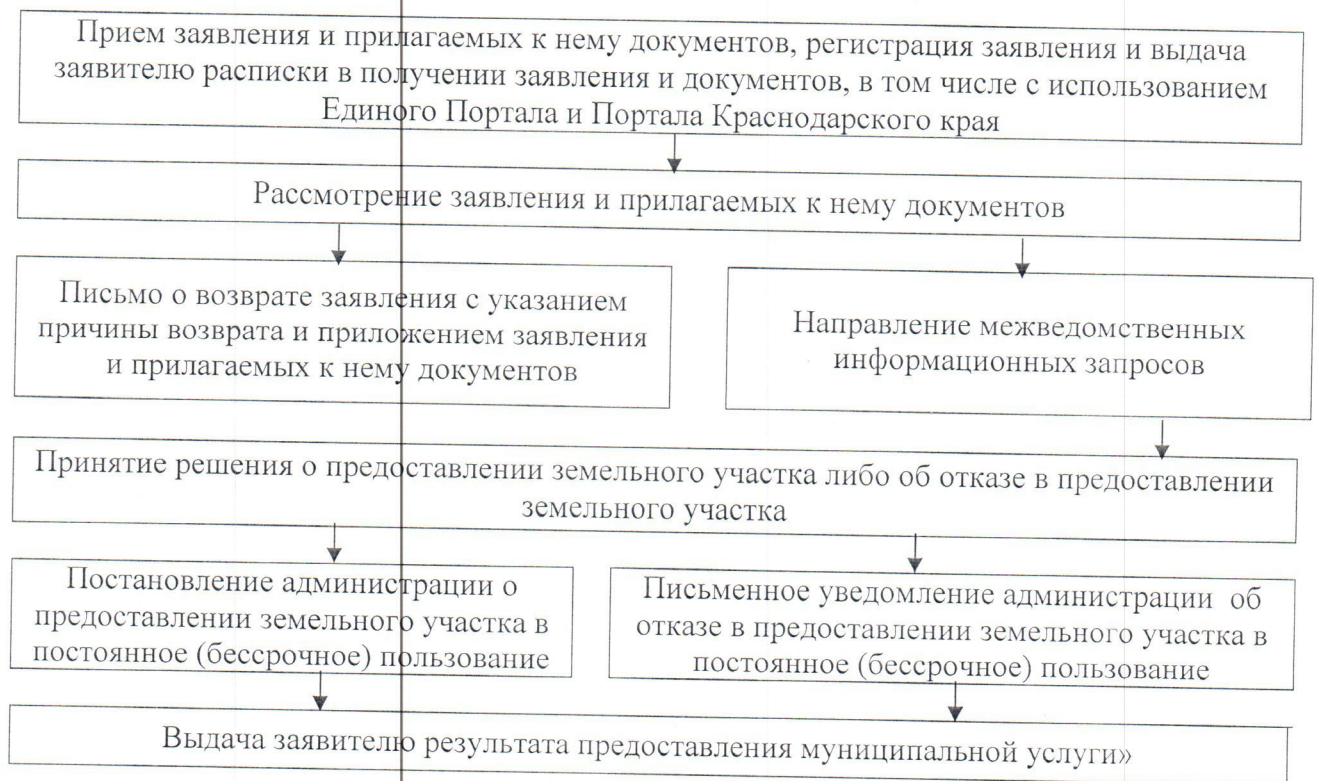 Прием заявления и прилагаемых к нему документов, регистрация заявления и выдача
заявителю расписки в получении заявления и документов, в том числе с использованием
Единого Портала и Портала Краснодарского края
Рассмотрение заявления и прилагаемых к нему документов
Письмо о возврате заявления с указанием
причины возврата и приложением заявления
и прилагаемых к нему документов
Направление межведомственных
информационных запросов
Принятие решения о предоставлении земельного участка либо об отказе в предоставлении
земельного участка
Постановление администрации о
предоставлении земельного участка в
постоянное (бессрочное) пользование
Письменное уведомление администрации об
отказе в предоставлении земельного участка в
постоянное (бессрочное) пользование
Выдача заявителю результата предоставления муниципальной услуги»